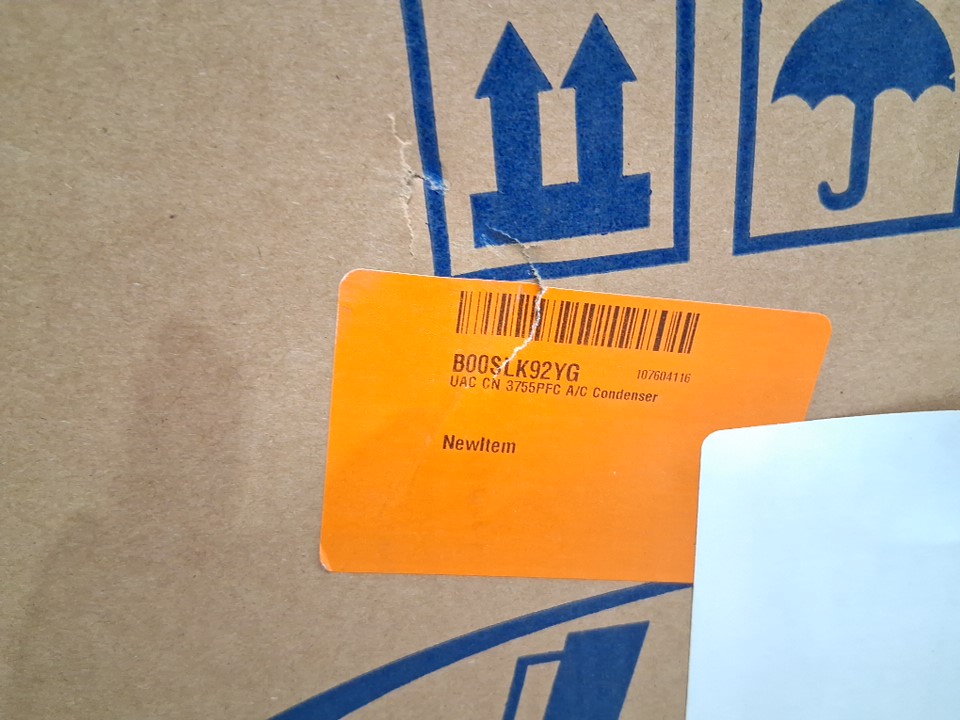 B00SLK92YG 107604116
UAC CN 3755PFC A/C Condenser
NewItem